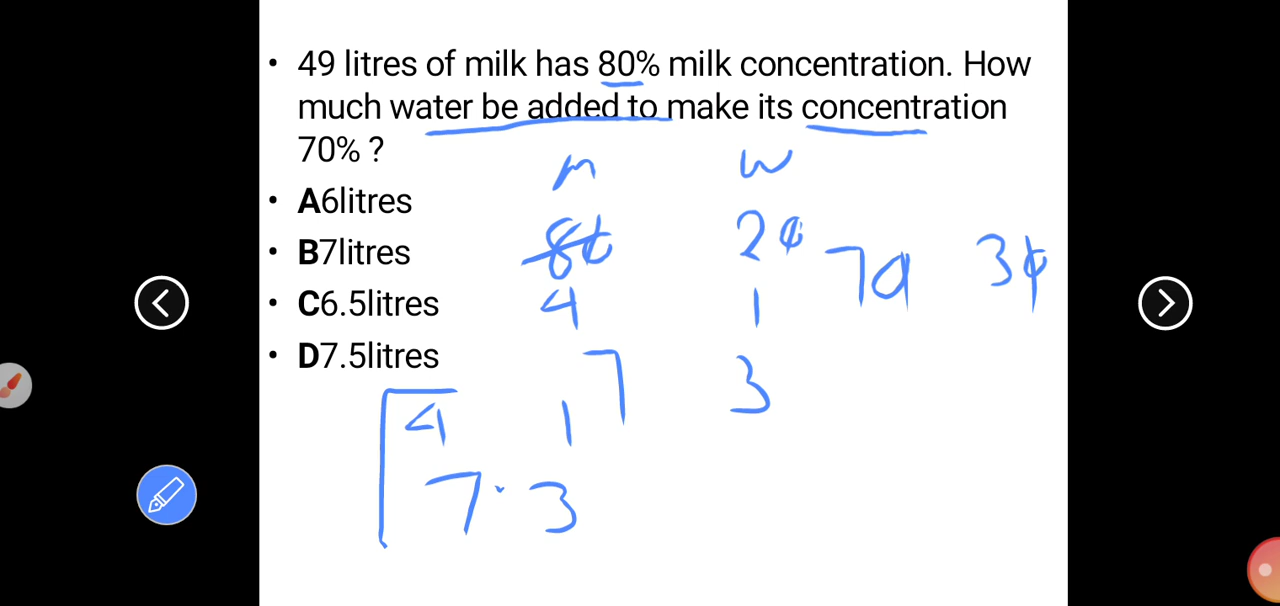 • 49 litres of milk has 80% milk concentration. How
much water be added to make its concentration
70% ?
m w
• A6litres
• B7litres
80 20 70 30
• C6.5litres
4 1
• D7.5litres
7 3
4 1
7 3